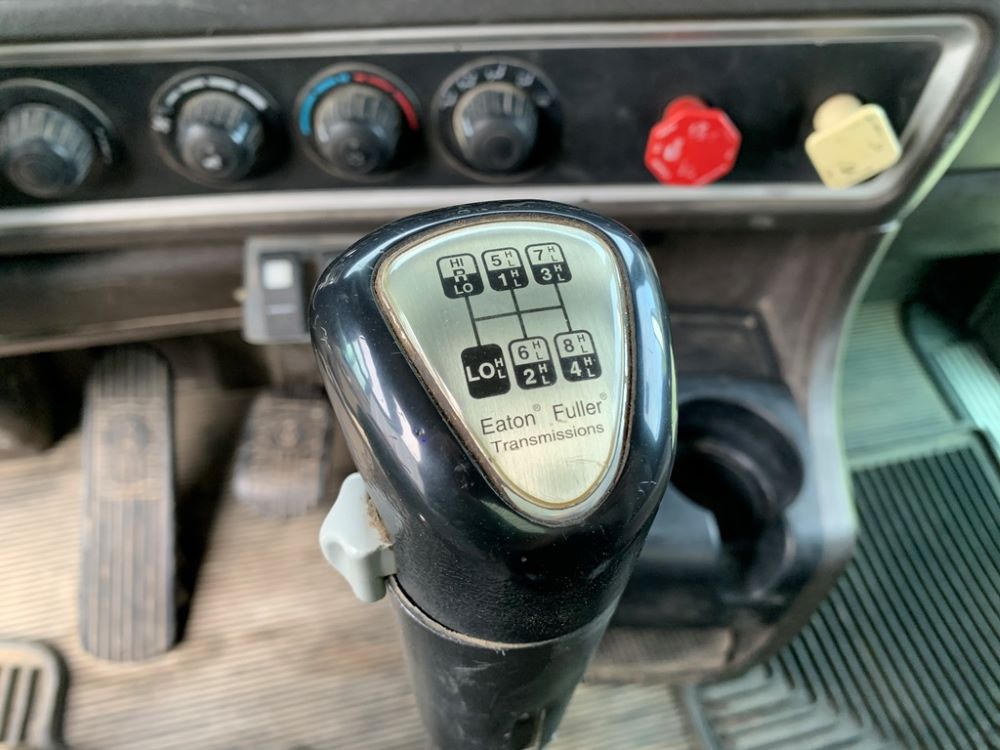 HI R LO 5 H L 1 H L 7 H L 3 H L
LO H L 6 H L 2 H L 8 H L 4 H L
Eaton® Fuller®
Transmissions